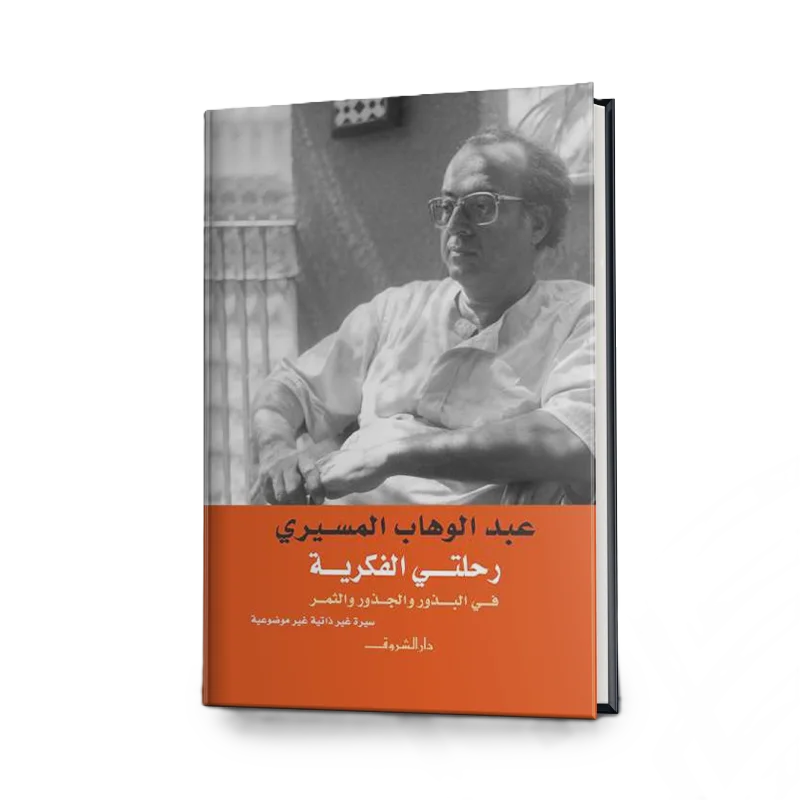 عبد الوهاب المسيري
رحلتي الفكرية
في البذور والجذور والثمر
سيرة غير ذاتية غير موضوعية
دار الشروق